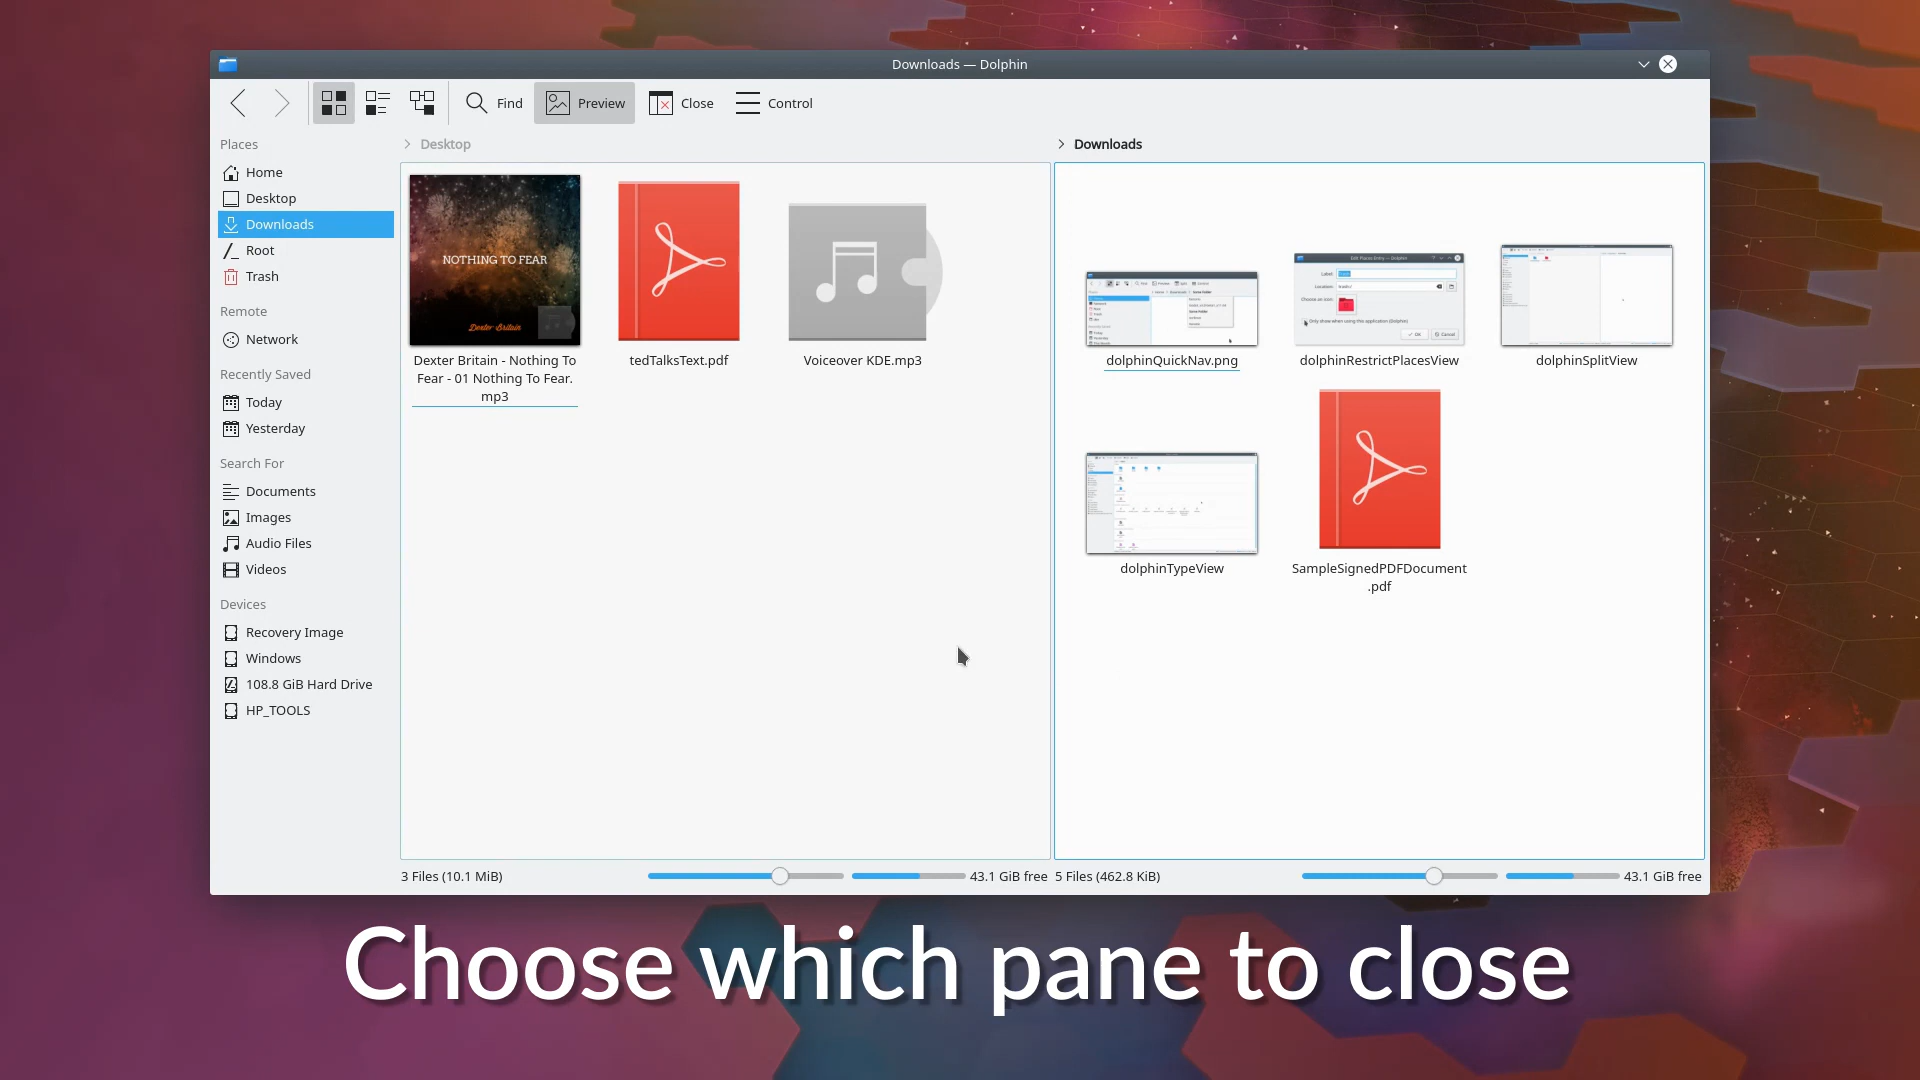 Downloads — Dolphin
Find
Preview
Close
Control
Places
Home
Desktop
Downloads
Root
Trash
Remote
Network
Recently Saved
Today
Yesterday
Search For
Documents
Images
Audio Files
Videos
Devices
Recovery Image
Windows
108.8 GiB Hard Drive
HP_TOOLS
Desktop
NOTHING TO FEAR
Dexter Britain
Dexter Britain - Nothing To
Fear - 01 Nothing To Fear.
mp3
tedTalksText.pdf
Voiceover KDE.mp3
3 Files (10.1 MiB)
43.1 GiB free
Downloads
dolphinQuickNav.png
dolphinRestrictPlacesView
dolphinSplitView
dolphinTypeView
SampleSignedPDFDocument
.pdf
5 Files (462.8 KiB)
43.1 GiB free
Choose which pane to close